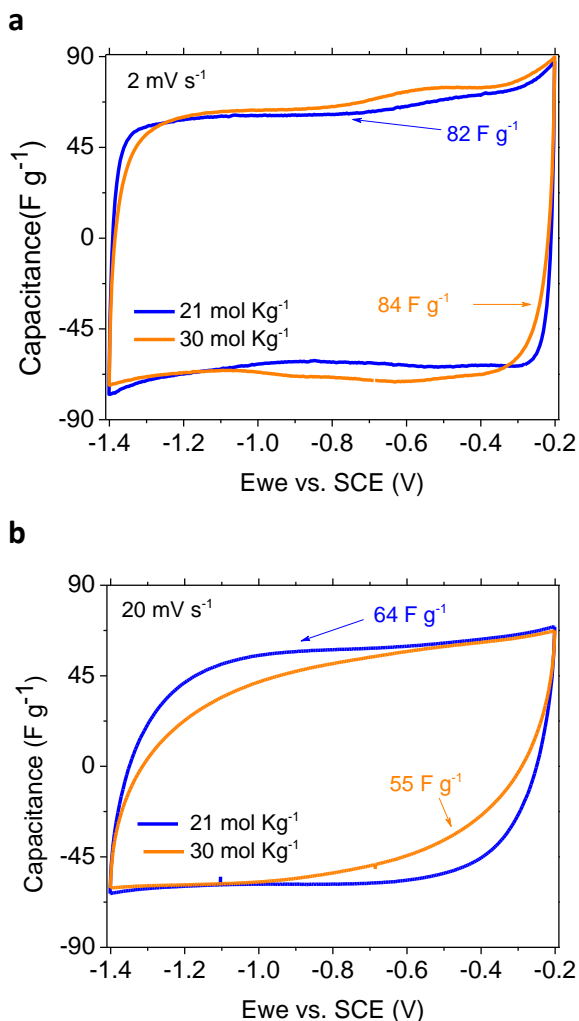 a
90
2 mV s⁻¹
82 F g⁻¹
45
0
84 F g⁻¹
21 mol Kg⁻¹
30 mol Kg⁻¹
-45
-90
Capacitance(F g⁻¹)
-1.4 -1.2 -1.0 -0.8 -0.6 -0.4 -0.2
Ewe vs. SCE (V)
b
90
20 mV s⁻¹
64 F g⁻¹
45
0
55 F g⁻¹
21 mol Kg⁻¹
30 mol Kg⁻¹
-45
-90
Capacitance (F g⁻¹)
-1.4 -1.2 -1.0 -0.8 -0.6 -0.4 -0.2
Ewe vs. SCE (V)